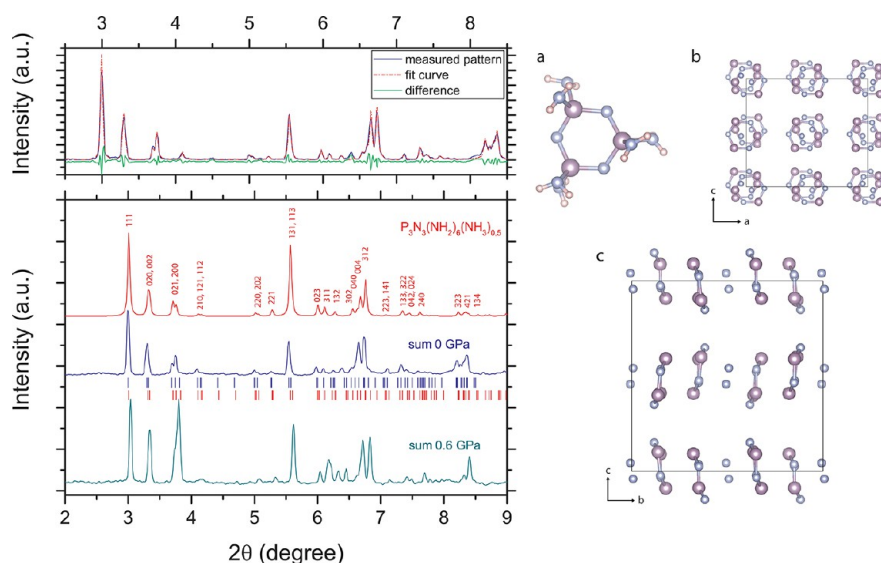 3 4 5 6 7 8
Intensity (a.u.)
measured pattern
fit curve
difference
Intensity (a.u.)
P₃N₃(NH₂)₆(NH₃)₀.₅
111
020, 002
021, 200
210, 121, 112
220, 202
221
131, 113
023
311
132
302
040
004
312
223, 141
133, 322
042, 024
240
323
421
134
sum 0 GPa
sum 0.6 GPa
2 3 4 5 6 7 8 9
2θ (degree)
a
b
c
a
c
c
b